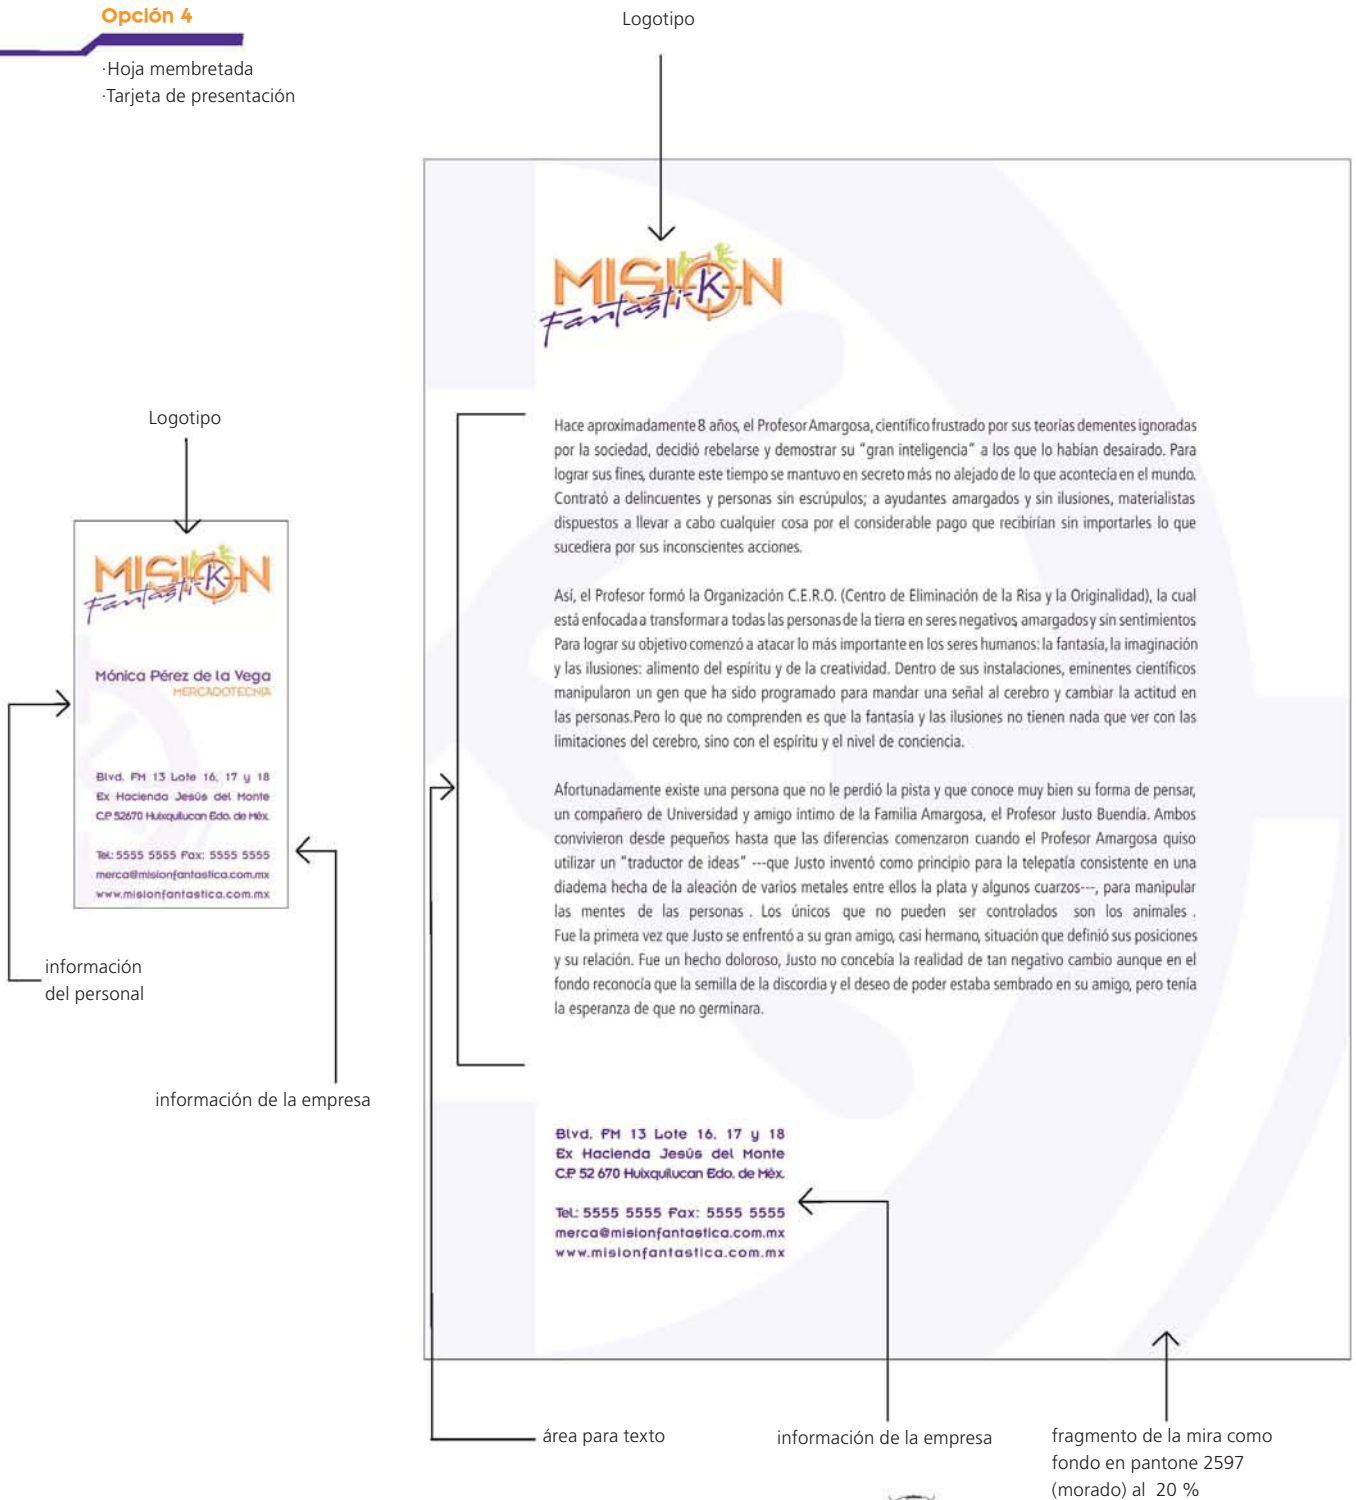 Opción 4
·Hoja membretada
·Tarjeta de presentación
Logotipo
MISION
Fantásti-K
Hace aproximadamente 8 años, el Profesor Amargosa, científico frustrado por sus teorías dementes ignoradas
por la sociedad, decidió rebelarse y demostrar su "gran inteligencia" a los que lo habían desairado. Para
lograr sus fines, durante este tiempo se mantuvo en secreto más no alejado de lo que acontecía en el mundo.
Contrató a delincuentes y personas sin escrúpulos; a ayudantes amargados y sin ilusiones, materialistas
dispuestos a llevar a cabo cualquier cosa por el considerable pago que recibirían sin importarles lo que
sucediera por sus inconscientes acciones.
Así, el Profesor formó la Organización C.E.R.O. (Centro de Eliminación de la Risa y la Originalidad), la cual
está enfocada a transformar a todas las personas de la tierra en seres negativos, amargados y sin sentimientos
Para lograr su objetivo comenzó a atacar lo más importante en los seres humanos: la fantasía, la imaginación
y las ilusiones: alimento del espíritu y de la creatividad. Dentro de sus instalaciones, eminentes científicos
manipularon un gen que ha sido programado para mandar una señal al cerebro y cambiar la actitud en
las personas.Pero lo que no comprenden es que la fantasía y las ilusiones no tienen nada que ver con las
limitaciones del cerebro, sino con el espíritu y el nivel de conciencia.
Afortunadamente existe una persona que no le perdió la pista y que conoce muy bien su forma de pensar,
un compañero de Universidad y amigo íntimo de la Familia Amargosa, el Profesor Justo Buendía. Ambos
convivieron desde pequeños hasta que las diferencias comenzaron cuando el Profesor Amargosa quiso
utilizar un "traductor de ideas" ---que Justo inventó como principio para la telepatía consistente en una
diadema hecha de la aleación de varios metales entre ellos la plata y algunos cuarzos---, para manipular
las mentes de las personas . Los únicos que no pueden ser controlados son los animales .
Fue la primera vez que Justo se enfrentó a su gran amigo, casi hermano, situación que definió sus posiciones
y su relación. Fue un hecho doloroso, Justo no concebía la realidad de tan negativo cambio aunque en el
fondo reconocía que la semilla de la discordia y el deseo de poder estaba sembrado en su amigo, pero tenía
la esperanza de que no germinara.
Blvd. FM 13 Lote 16, 17 y 18
Ex Hacienda Jesús del Monte
C.P 52 670 Huixquilucan Edo. de Méx.
Tel.: 5555 5555 Fax: 5555 5555
merca@misionfantastica.com.mx
www.misionfantastica.com.mx
Logotipo
MISION
Fantásti-K
Mónica Pérez de la Vega
MERCADOTECNIA
Blvd. FM 13 Lote 16, 17 y 18
Ex Hacienda Jesús del Monte
C.P 52670 Huixquilucan Edo. de Méx.
Tel.: 5555 5555 Fax: 5555 5555
merca@misionfantastica.com.mx
www.misionfantastica.com.mx
información
del personal
información de la empresa
área para texto
información de la empresa
fragmento de la mira como
fondo en pantone 2597
(morado) al 20 %